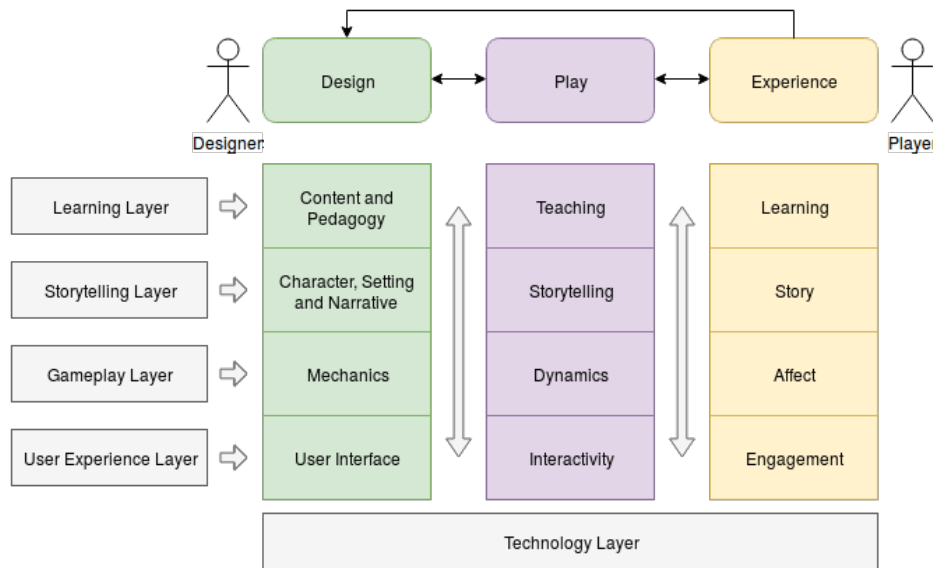 Design
Play
Experience
Designer
Player
Learning Layer
Content and
Pedagogy
Teaching
Learning
Storytelling Layer
Character, Setting
and Narrative
Storytelling
Story
Gameplay Layer
Mechanics
Dynamics
Affect
User Experience Layer
User Interface
Interactivity
Engagement
Technology Layer